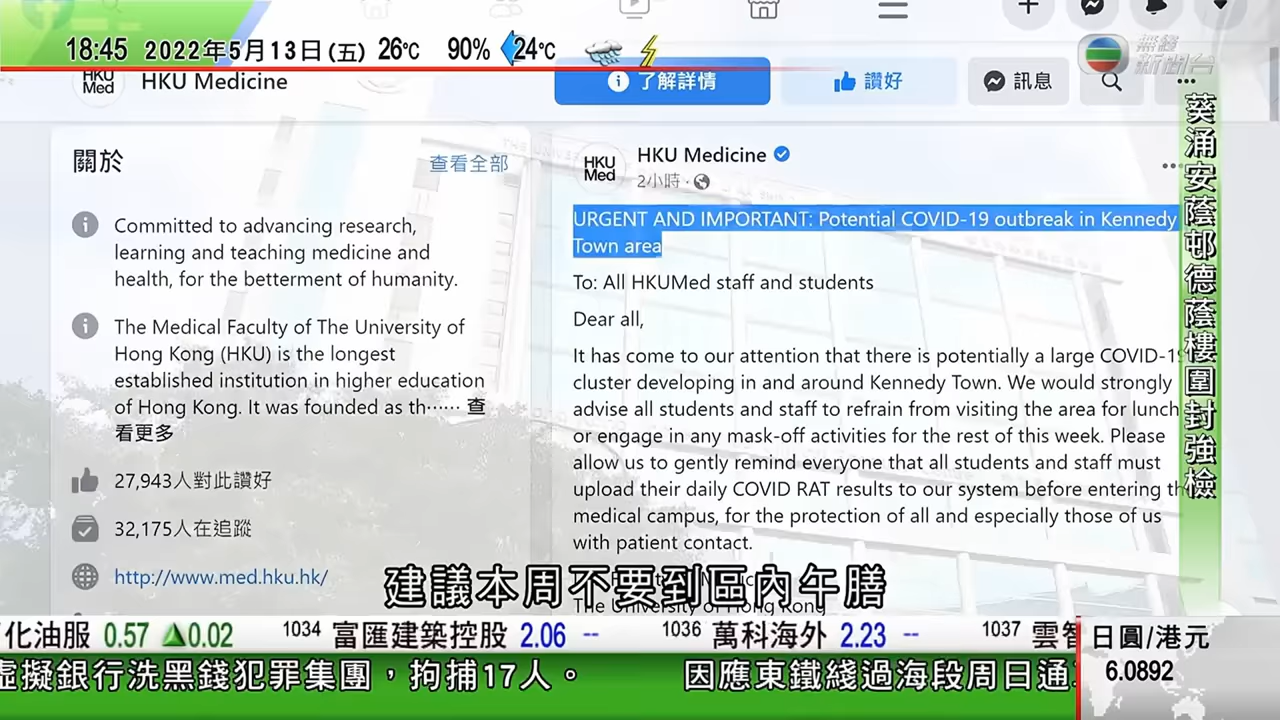 18:45 2022年5月13日(五) 26℃ 90% 24℃
無綫新聞台
HKU Med
HKU Medicine
了解詳情
讚好
訊息
關於
查看全部
Committed to advancing research,
learning and teaching medicine and
health, for the betterment of humanity.
The Medical Faculty of The University of
Hong Kong (HKU) is the longest
established institution in higher education
of Hong Kong. It was founded as th…… 查
看更多
27,943人對此讚好
32,175人在追蹤
http://www.med.hku.hk/
HKU Med
HKU Medicine
2小時 ·
URGENT AND IMPORTANT: Potential COVID-19 outbreak in Kennedy
Town area
To: All HKUMed staff and students
Dear all,
It has come to our attention that there is potentially a large COVID-19
cluster developing in and around Kennedy Town. We would strongly
advise all students and staff to refrain from visiting the area for lunch
or engage in any mask-off activities for the rest of this week. Please
allow us to gently remind everyone that all students and staff must
upload their daily COVID RAT results to our system before entering th
medical campus, for the protection of all and especially those of us
with patient contact.
The University of Hong Kong
葵涌安蔭邨德蔭樓圍封強檢
建議本周不要到區內午膳
化油服 0.57 ▲0.02 1034 富匯建築控股 2.06 -- 1036 萬科海外 2.23 -- 1037 雲智
日圓/港元
6.0892
虛擬銀行洗黑錢犯罪集團，拘捕17人。 因應東鐵綫過海段周日通